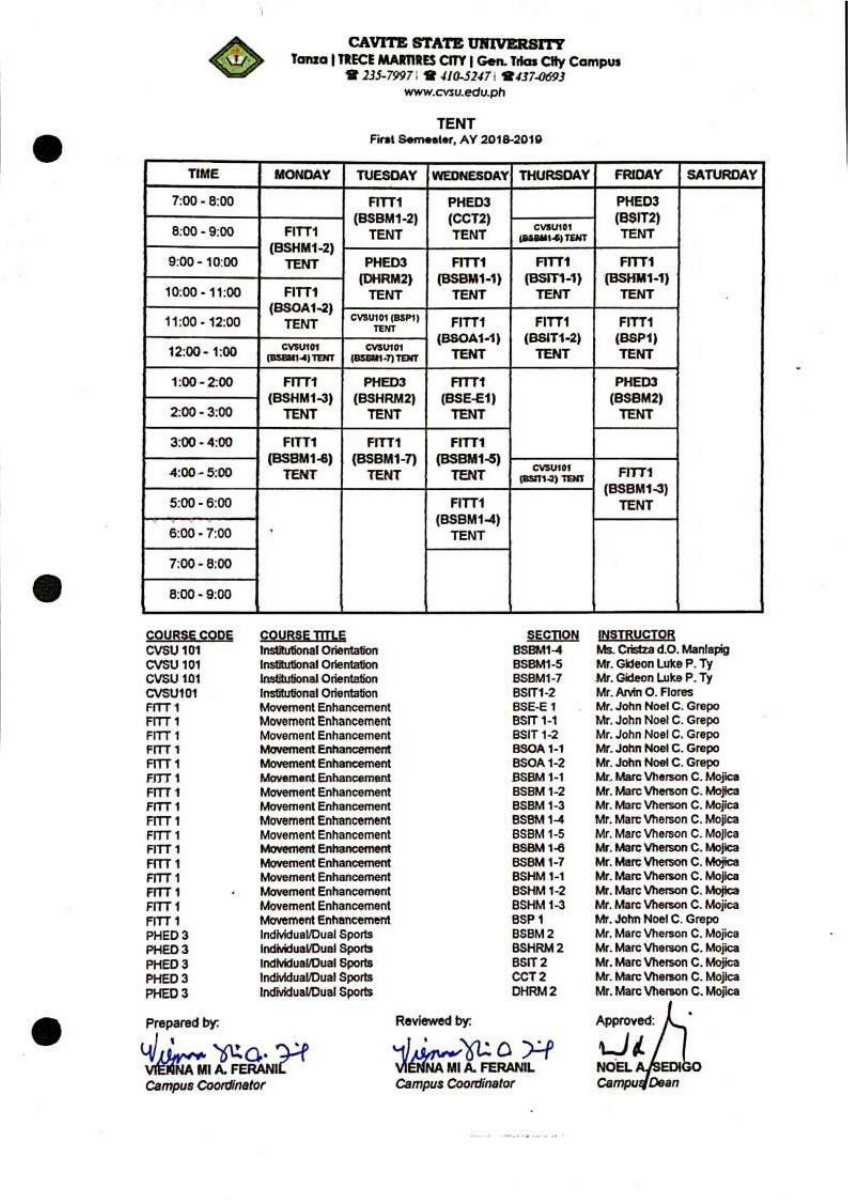 CAVITE STATE UNIVERSITY
Tanza | TRECE MARTIRES CITY | Gen. Trias City Campus
☎ 235-7997 | ☎ 410-5247 | ☎ 437-0693
www.cvsu.edu.ph
TENT
First Semester, AY 2018-2019
TIME MONDAY TUESDAY WEDNESDAY THURSDAY FRIDAY SATURDAY
7:00 - 8:00
8:00 - 9:00
9:00 - 10:00
10:00 - 11:00
11:00 - 12:00
12:00 - 1:00
1:00 - 2:00
2:00 - 3:00
3:00 - 4:00
4:00 - 5:00
5:00 - 6:00
6:00 - 7:00
7:00 - 8:00
8:00 - 9:00
FITT1
(BSHM1-2)
TENT
FITT1
(BSOA1-2)
TENT
CVSU101
(BSBM1-4) TENT
FITT1
(BSHM1-3)
TENT
FITT1
(BSBM1-6)
TENT
FITT1
(BSBM1-2)
TENT
PHED3
(DHRM2)
TENT
CVSU101 (BSP1)
TENT
CVSU101
(BSBM1-7) TENT
PHED3
(BSHRM2)
TENT
FITT1
(BSBM1-7)
TENT
PHED3
(CCT2)
TENT
FITT1
(BSBM1-1)
TENT
FITT1
(BSOA1-1)
TENT
FITT1
(BSE-E1)
TENT
FITT1
(BSBM1-5)
TENT
FITT1
(BSBM1-4)
TENT
CVSU101
TENT
FITT1
(BSIT1-1)
TENT
FITT1
(BSIT1-2)
TENT
CVSU101
(BSIT1-2) TENT
PHED3
(BSIT2)
TENT
FITT1
(BSHM1-1)
TENT
FITT1
(BSP1)
TENT
PHED3
(BSBM2)
TENT
FITT1
(BSBM1-3)
TENT
COURSE CODE COURSE TITLE SECTION INSTRUCTOR
CVSU 101 Institutional Orientation BSBM1-4 Ms. Cristza d.O. Manlapig
CVSU 101 Institutional Orientation BSBM1-5 Mr. Gideon Luke P. Ty
CVSU 101 Institutional Orientation BSBM1-7 Mr. Gideon Luke P. Ty
CVSU101 Institutional Orientation BSIT1-2 Mr. Arvin O. Flores
FITT 1 Movement Enhancement BSE-E 1 Mr. John Noel C. Grepo
FITT 1 Movement Enhancement BSIT 1-1 Mr. John Noel C. Grepo
FITT 1 Movement Enhancement BSIT 1-2 Mr. John Noel C. Grepo
FITT 1 Movement Enhancement BSOA 1-1 Mr. John Noel C. Grepo
FITT 1 Movement Enhancement BSOA 1-2 Mr. John Noel C. Grepo
FITT 1 Movement Enhancement BSBM 1-1 Mr. Marc Vherson C. Mojica
FITT 1 Movement Enhancement BSBM 1-2 Mr. Marc Vherson C. Mojica
FITT 1 Movement Enhancement BSBM 1-3 Mr. Marc Vherson C. Mojica
FITT 1 Movement Enhancement BSBM 1-4 Mr. Marc Vherson C. Mojica
FITT 1 Movement Enhancement BSBM 1-5 Mr. Marc Vherson C. Mojica
FITT 1 Movement Enhancement BSBM 1-6 Mr. Marc Vherson C. Mojica
FITT 1 Movement Enhancement BSBM 1-7 Mr. Marc Vherson C. Mojica
FITT 1 Movement Enhancement BSHM 1-1 Mr. Marc Vherson C. Mojica
FITT 1 Movement Enhancement BSHM 1-2 Mr. Marc Vherson C. Mojica
FITT 1 Movement Enhancement BSHM 1-3 Mr. Marc Vherson C. Mojica
FITT 1 Movement Enhancement BSP 1 Mr. John Noel C. Grepo
PHED 3 Individual/Dual Sports BSBM 2 Mr. Marc Vherson C. Mojica
PHED 3 Individual/Dual Sports BSHRM 2 Mr. Marc Vherson C. Mojica
PHED 3 Individual/Dual Sports BSIT 2 Mr. Marc Vherson C. Mojica
PHED 3 Individual/Dual Sports CCT 2 Mr. Marc Vherson C. Mojica
PHED 3 Individual/Dual Sports DHRM 2 Mr. Marc Vherson C. Mojica
Prepared by: Reviewed by: Approved:
VIENNA MI A. FERANIL VIENNA MI A. FERANIL NOEL A. SEDIGO
Campus Coordinator Campus Coordinator Campus Dean